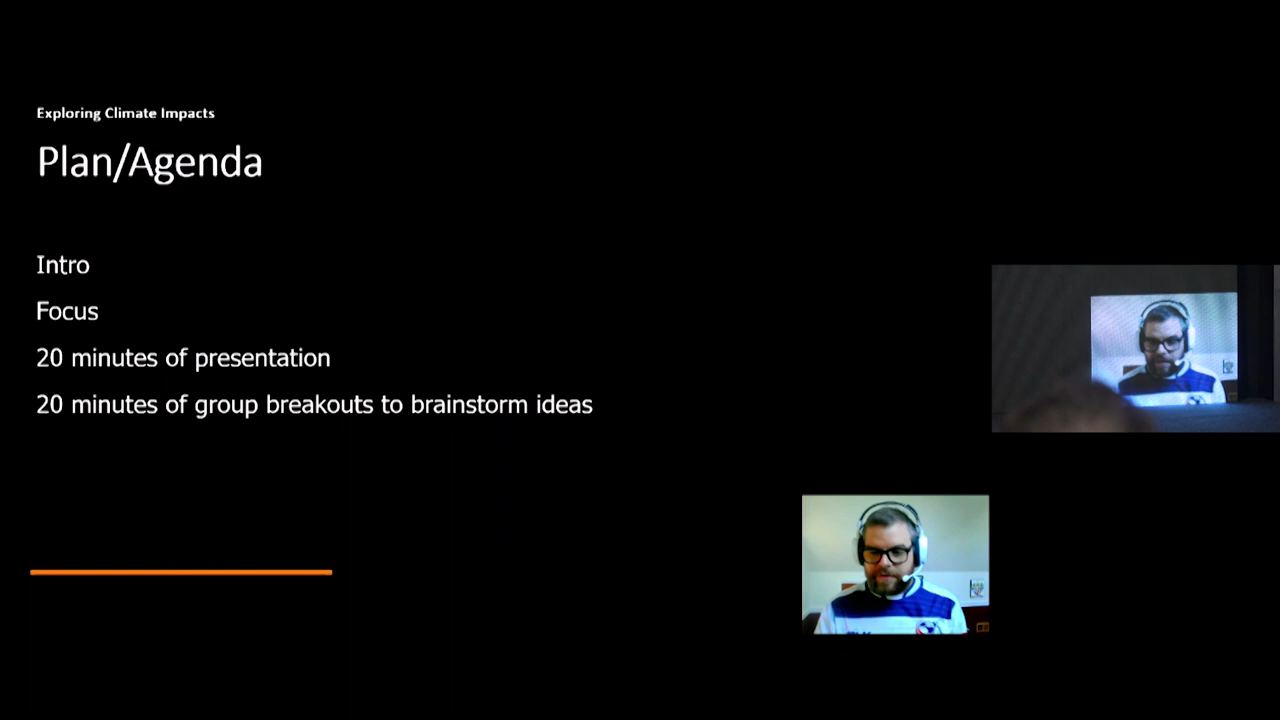 Exploring Climate Impacts
Plan/Agenda
Intro
Focus
20 minutes of presentation
20 minutes of group breakouts to brainstorm ideas